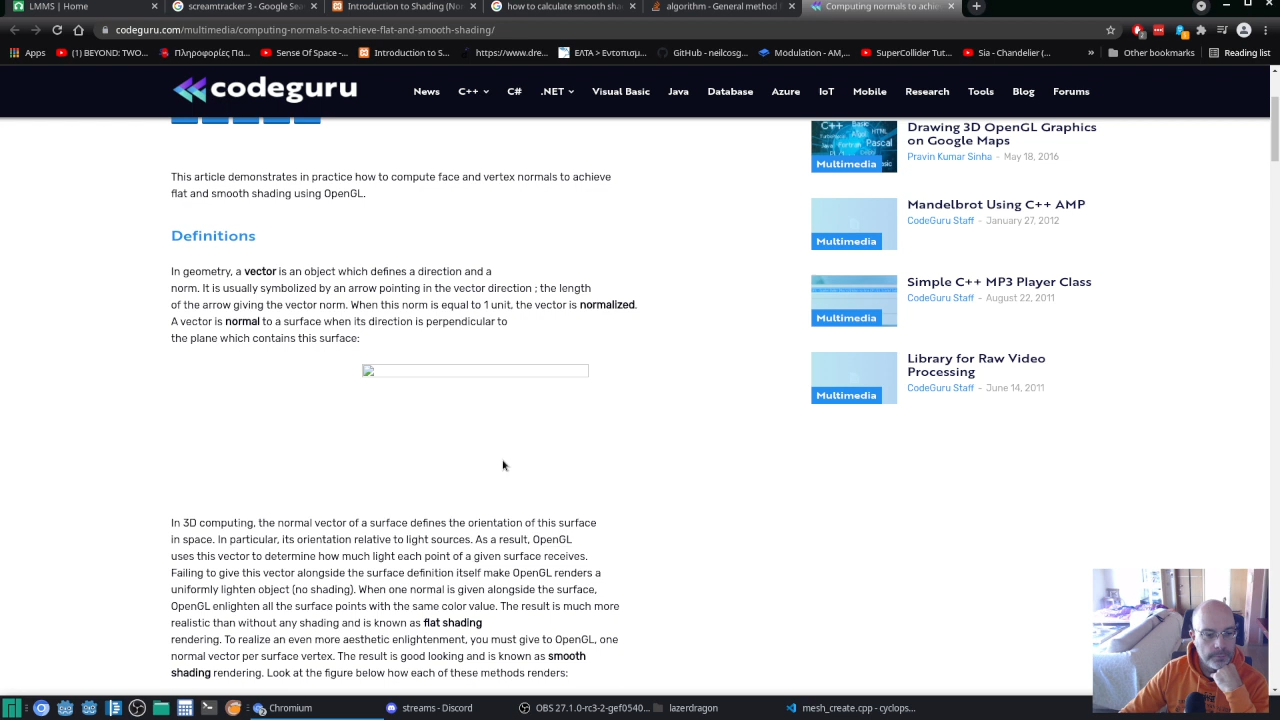 LMMS | Home
screamtracker 3 - Google Sea
Introduction to Shading (Nor
how to calculate smooth sha
algorithm - General method f
Computing normals to achie
codeguru.com/multimedia/computing-normals-to-achieve-flat-and-smooth-shading/
Apps
(1) BEYOND: TWO...
Πληροφορίες Πα...
Sense Of Space - ...
Introduction to S...
http://www.dre...
ΕΛΤΑ > Εντοπισμ...
GitHub - neilcosg...
Modulation - AM,...
SuperCollider Tut...
Sia - Chandelier (...
Other bookmarks
Reading list
codeguru
News
C++
C#
.NET
Visual Basic
Java
Database
Azure
IoT
Mobile
Research
Tools
Blog
Forums
This article demonstrates in practice how to compute face and vertex normals to achieve
flat and smooth shading using OpenGL.
Definitions
In geometry, a vector is an object which defines a direction and a
norm. It is usually symbolized by an arrow pointing in the vector direction ; the length
of the arrow giving the vector norm. When this norm is equal to 1 unit, the vector is normalized.
A vector is normal to a surface when its direction is perpendicular to
the plane which contains this surface:
In 3D computing, the normal vector of a surface defines the orientation of this surface
in space. In particular, its orientation relative to light sources. As a result, OpenGL
uses this vector to determine how much light each point of a given surface receives.
Failing to give this vector alongside the surface definition itself make OpenGL renders a
uniformly lighten object (no shading). When one normal is given alongside the surface,
OpenGL enlighten all the surface points with the same color value. The result is much more
realistic than without any shading and is known as flat shading
rendering. To realize an even more aesthetic enlightenment, you must give to OpenGL, one
normal vector per surface vertex. The result is good looking and is known as smooth
shading rendering. Look at the figure below how each of these methods renders:
Drawing 3D OpenGL Graphics
on Google Maps
Pravin Kumar Sinha - May 18, 2016
Multimedia
Mandelbrot Using C++ AMP
CodeGuru Staff - January 27, 2012
Multimedia
Simple C++ MP3 Player Class
CodeGuru Staff - August 22, 2011
Multimedia
Library for Raw Video
Processing
CodeGuru Staff - June 14, 2011
Multimedia
Chromium
streams - Discord
OBS 27.1.0-rc3-2-gef0540...
lazerdragon
mesh_create.cpp - cyclops...